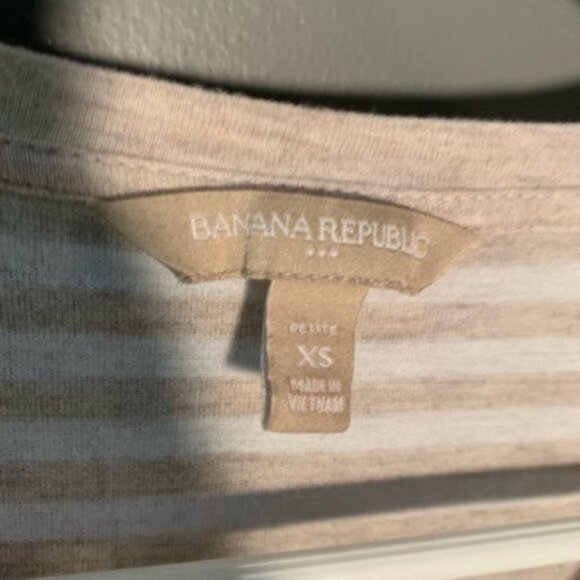 BANANA REPUBLIC
PETITE
XS
MADE IN
VIETNAM